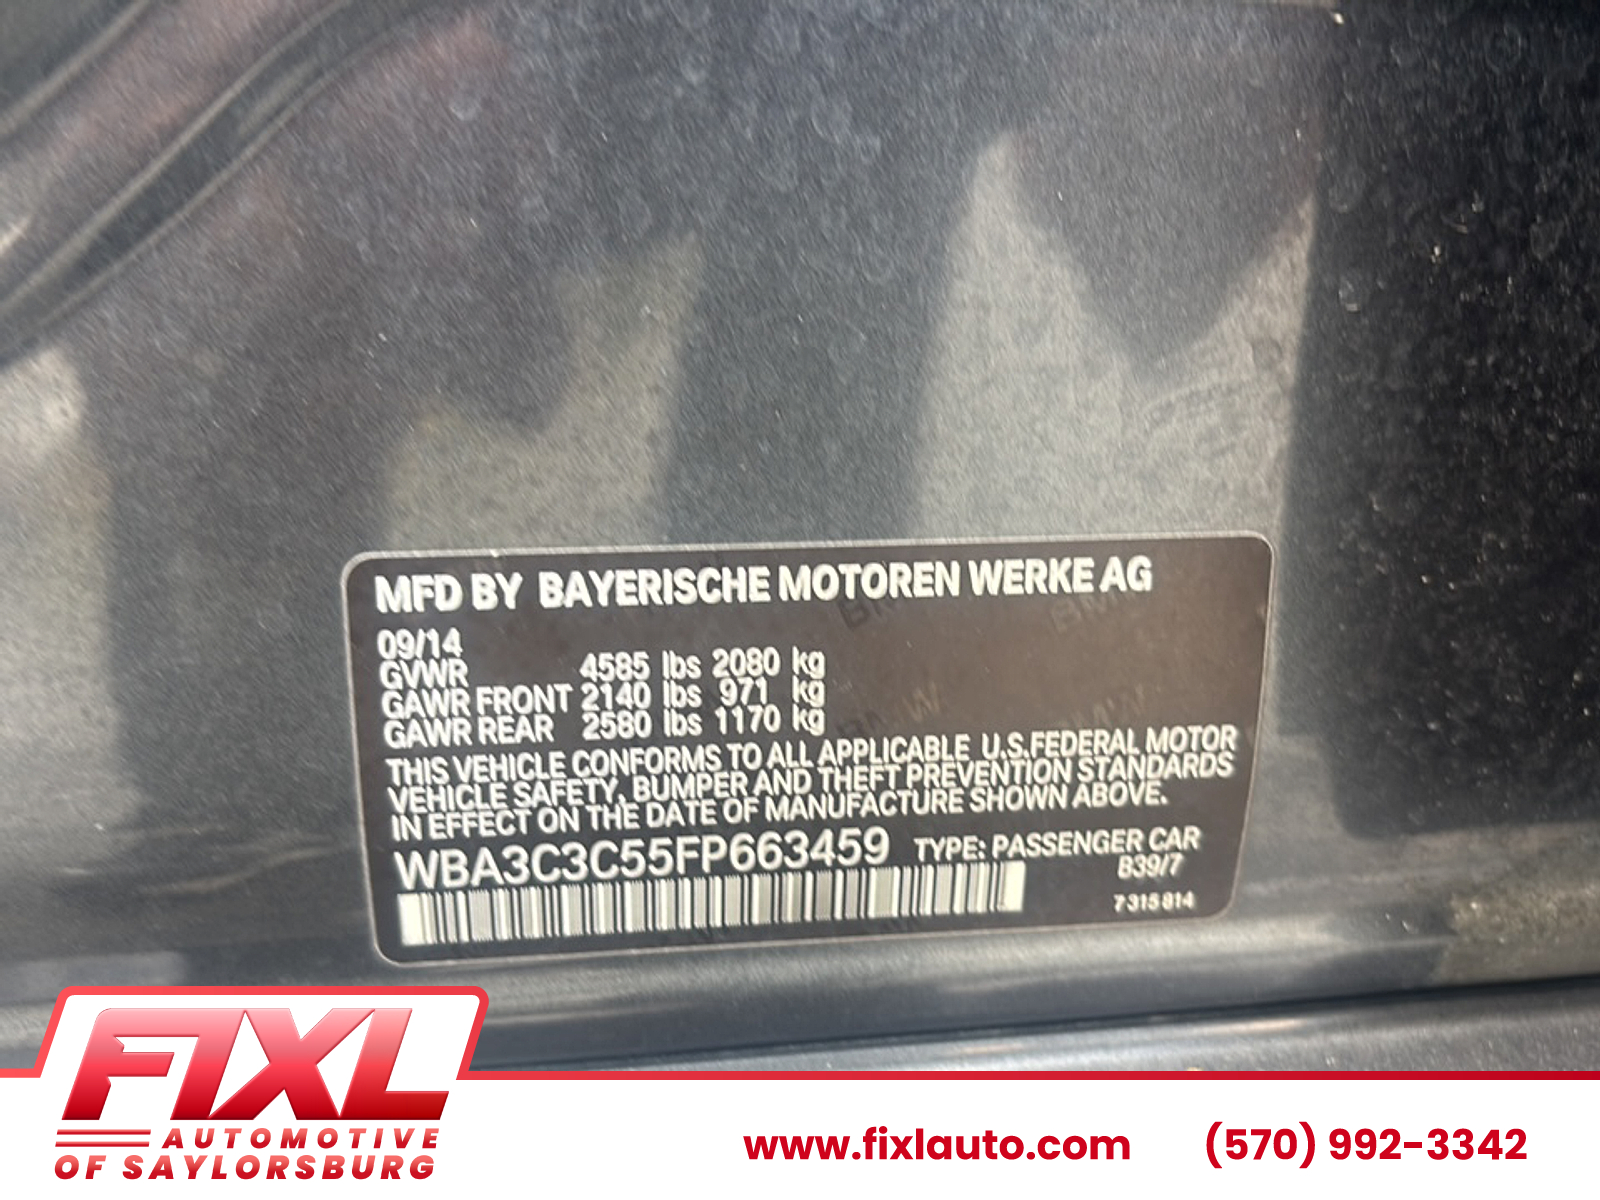 MFD BY BAYERISCHE MOTOREN WERKE AG
09/14
GVWR 4585 lbs 2080 kg
GAWR FRONT 2140 lbs 971 kg
GAWR REAR 2580 lbs 1170 kg
THIS VEHICLE CONFORMS TO ALL APPLICABLE U.S.FEDERAL MOTOR
VEHICLE SAFETY, BUMPER AND THEFT PREVENTION STANDARDS
IN EFFECT ON THE DATE OF MANUFACTURE SHOWN ABOVE.
WBA3C3C55FP663459 TYPE: PASSENGER CAR
B39/7
7 315 814
FIXL
AUTOMOTIVE
OF SAYLORSBURG
www.fixlauto.com (570) 992-3342